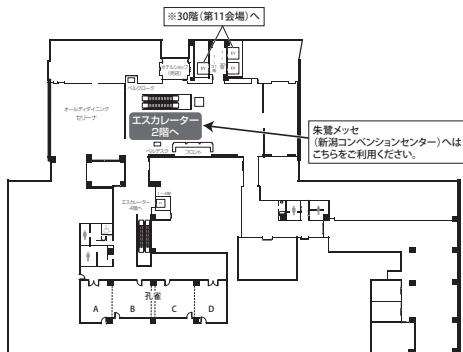 ※30階(第11会場)へ
ホテルショップ
(売店)
EV
EV
EV
ベルクローク
オールデイダイニング
セリーナ
エスカレーター
2階へ
朱鷺メッセ
(新潟コンベンションセンター)へは
こちらをご利用ください。
ベルデスク
フロント
エスカレーター
4階へ
孔雀
A
B
C
D